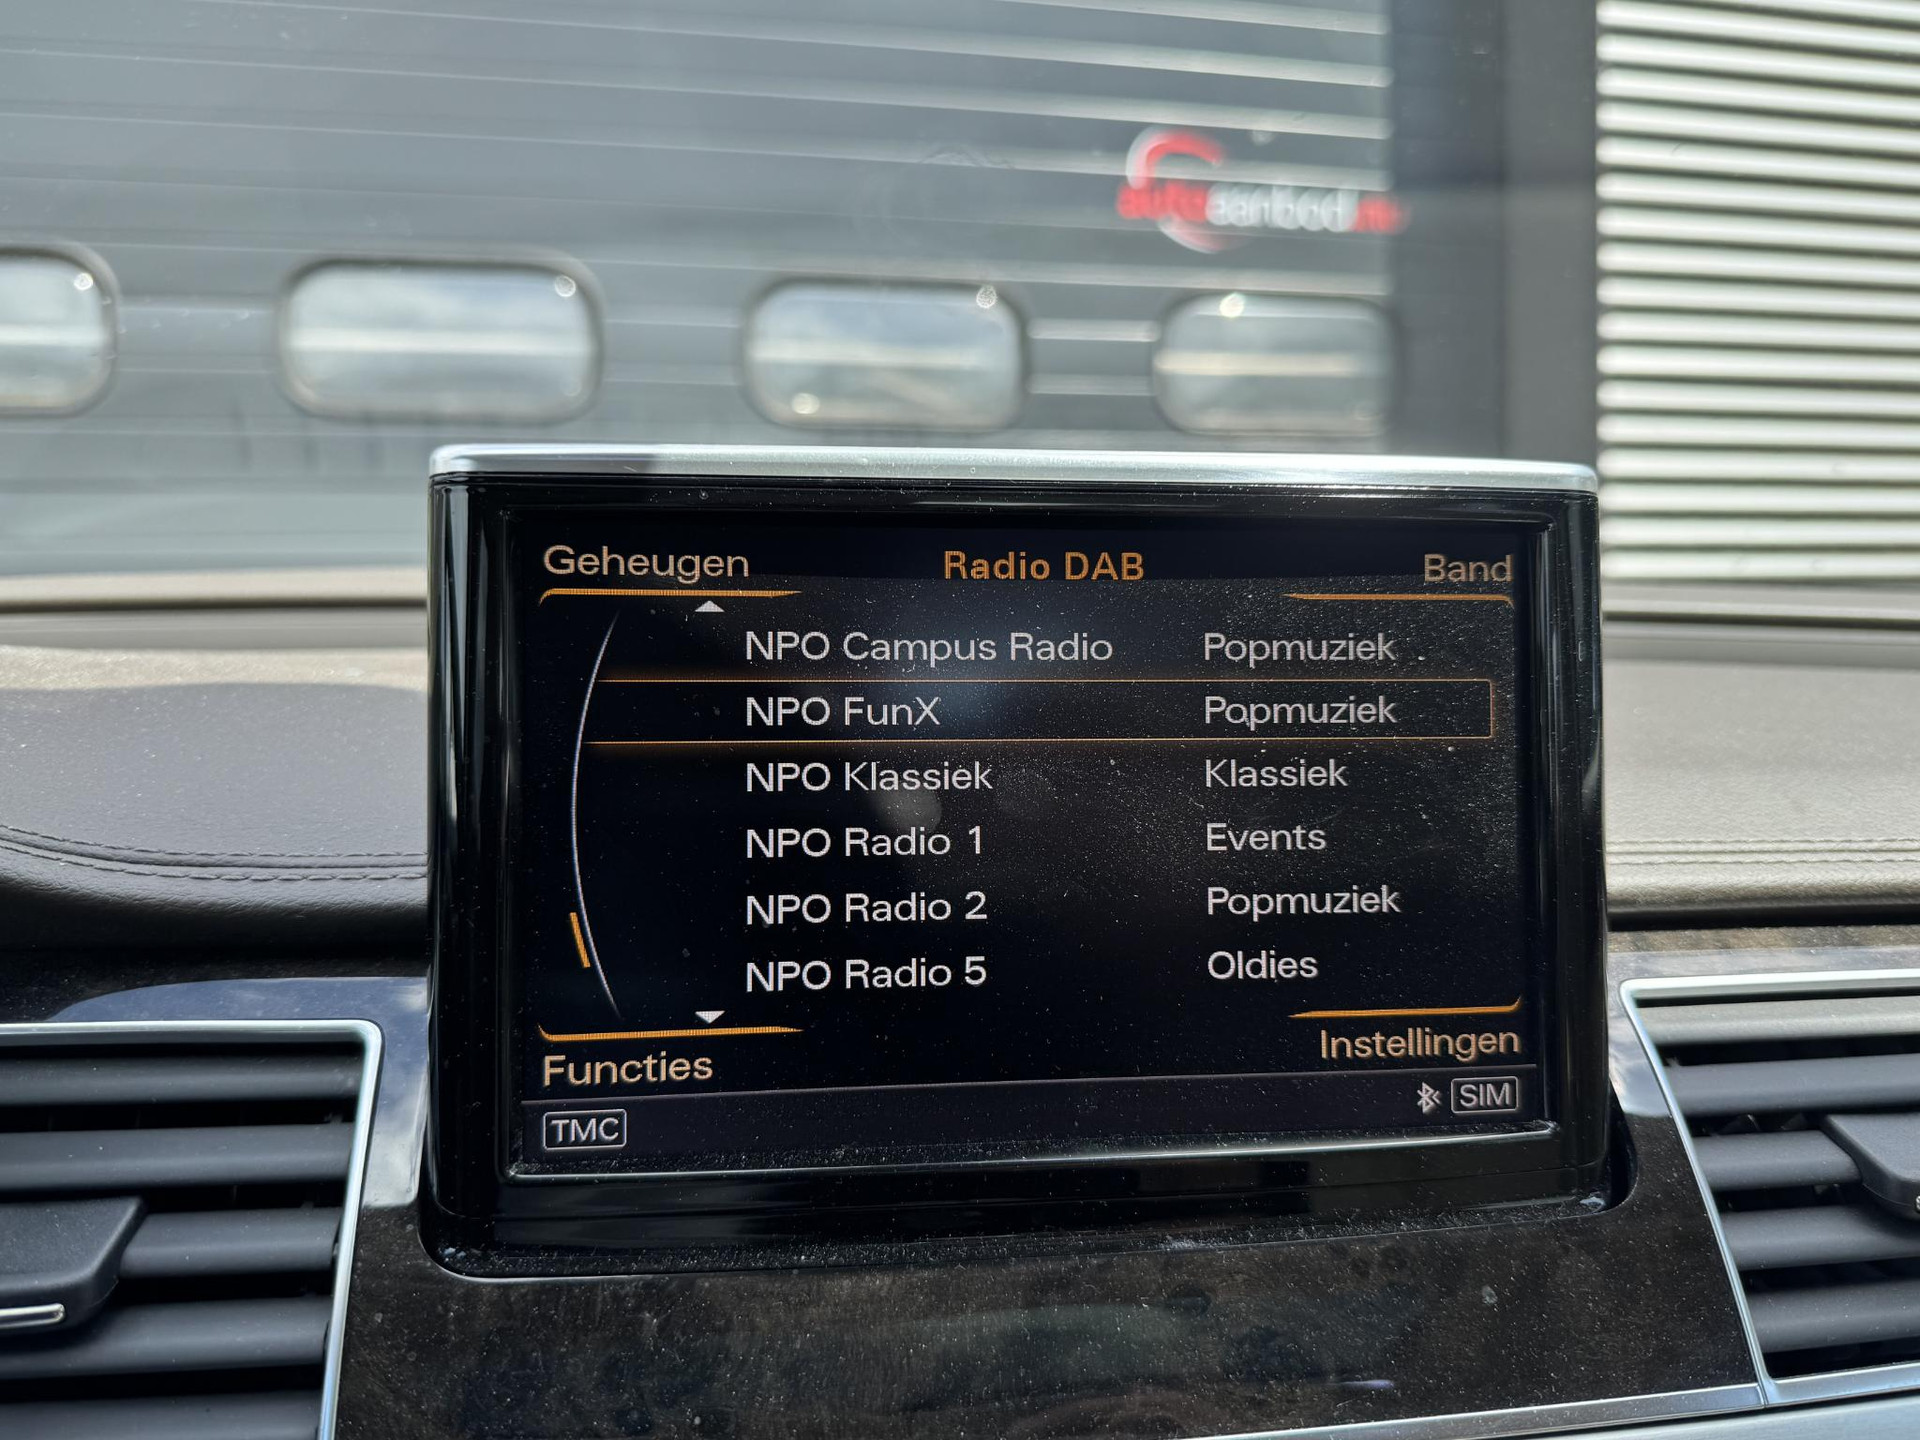 autoaanbod
Geheugen Radio DAB Band
NPO Campus Radio Popmuziek
NPO FunX Popmuziek
NPO Klassiek Klassiek
NPO Radio 1 Events
NPO Radio 2 Popmuziek
NPO Radio 5 Oldies
Functies Instellingen
TMC SIM